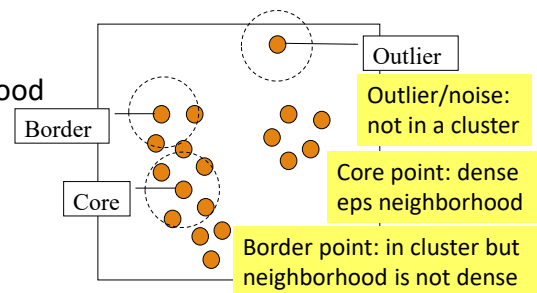 Outlier
ood
Border
Outlier/noise:
not in a cluster
Core
Core point: dense
eps neighborhood
Border point: in cluster but
neighborhood is not dense